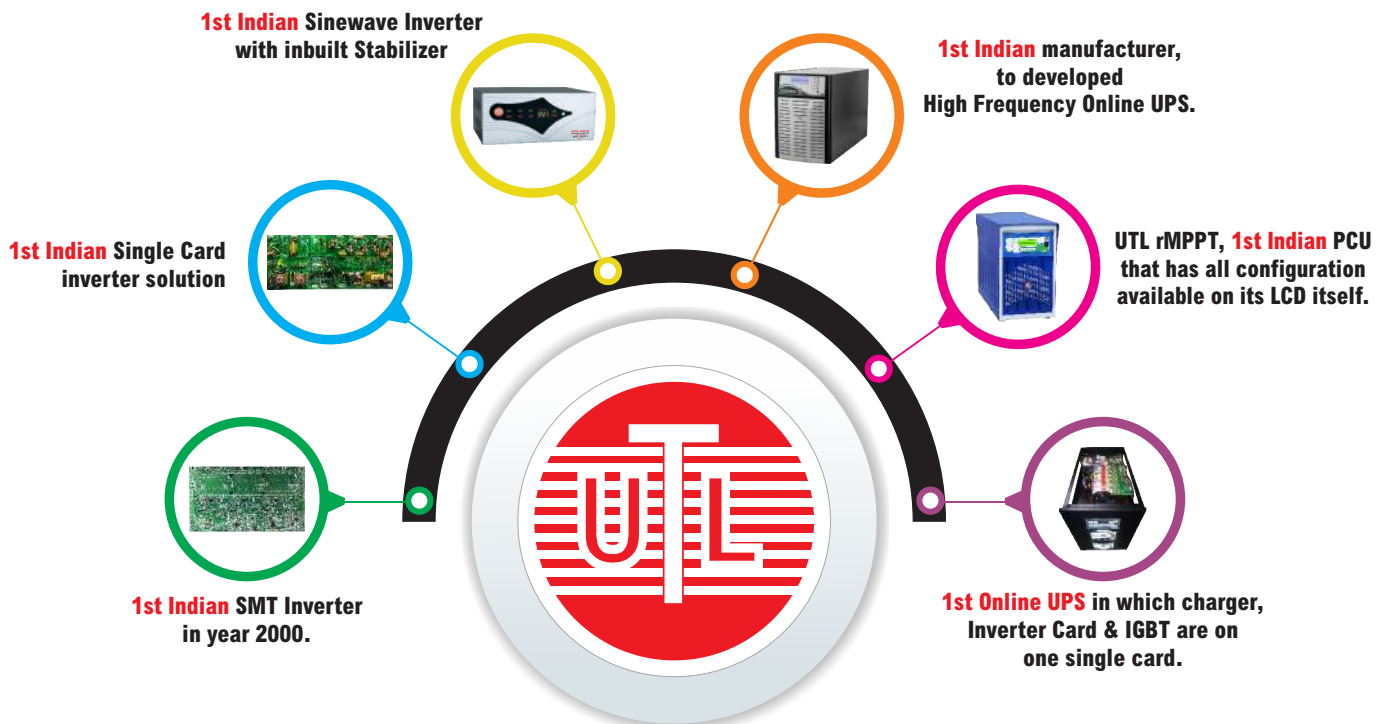 1st Indian Sinewave Inverter
with inbuilt Stabilizer
1st Indian manufacturer,
to developed
High Frequency Online UPS.
1st Indian Single Card
inverter solution
UTL rMPPT, 1st Indian PCU
that has all configuration
available on its LCD itself.
UTL
1st Indian SMT Inverter
in year 2000.
1st Online UPS in which charger,
Inverter Card & IGBT are on
one single card.